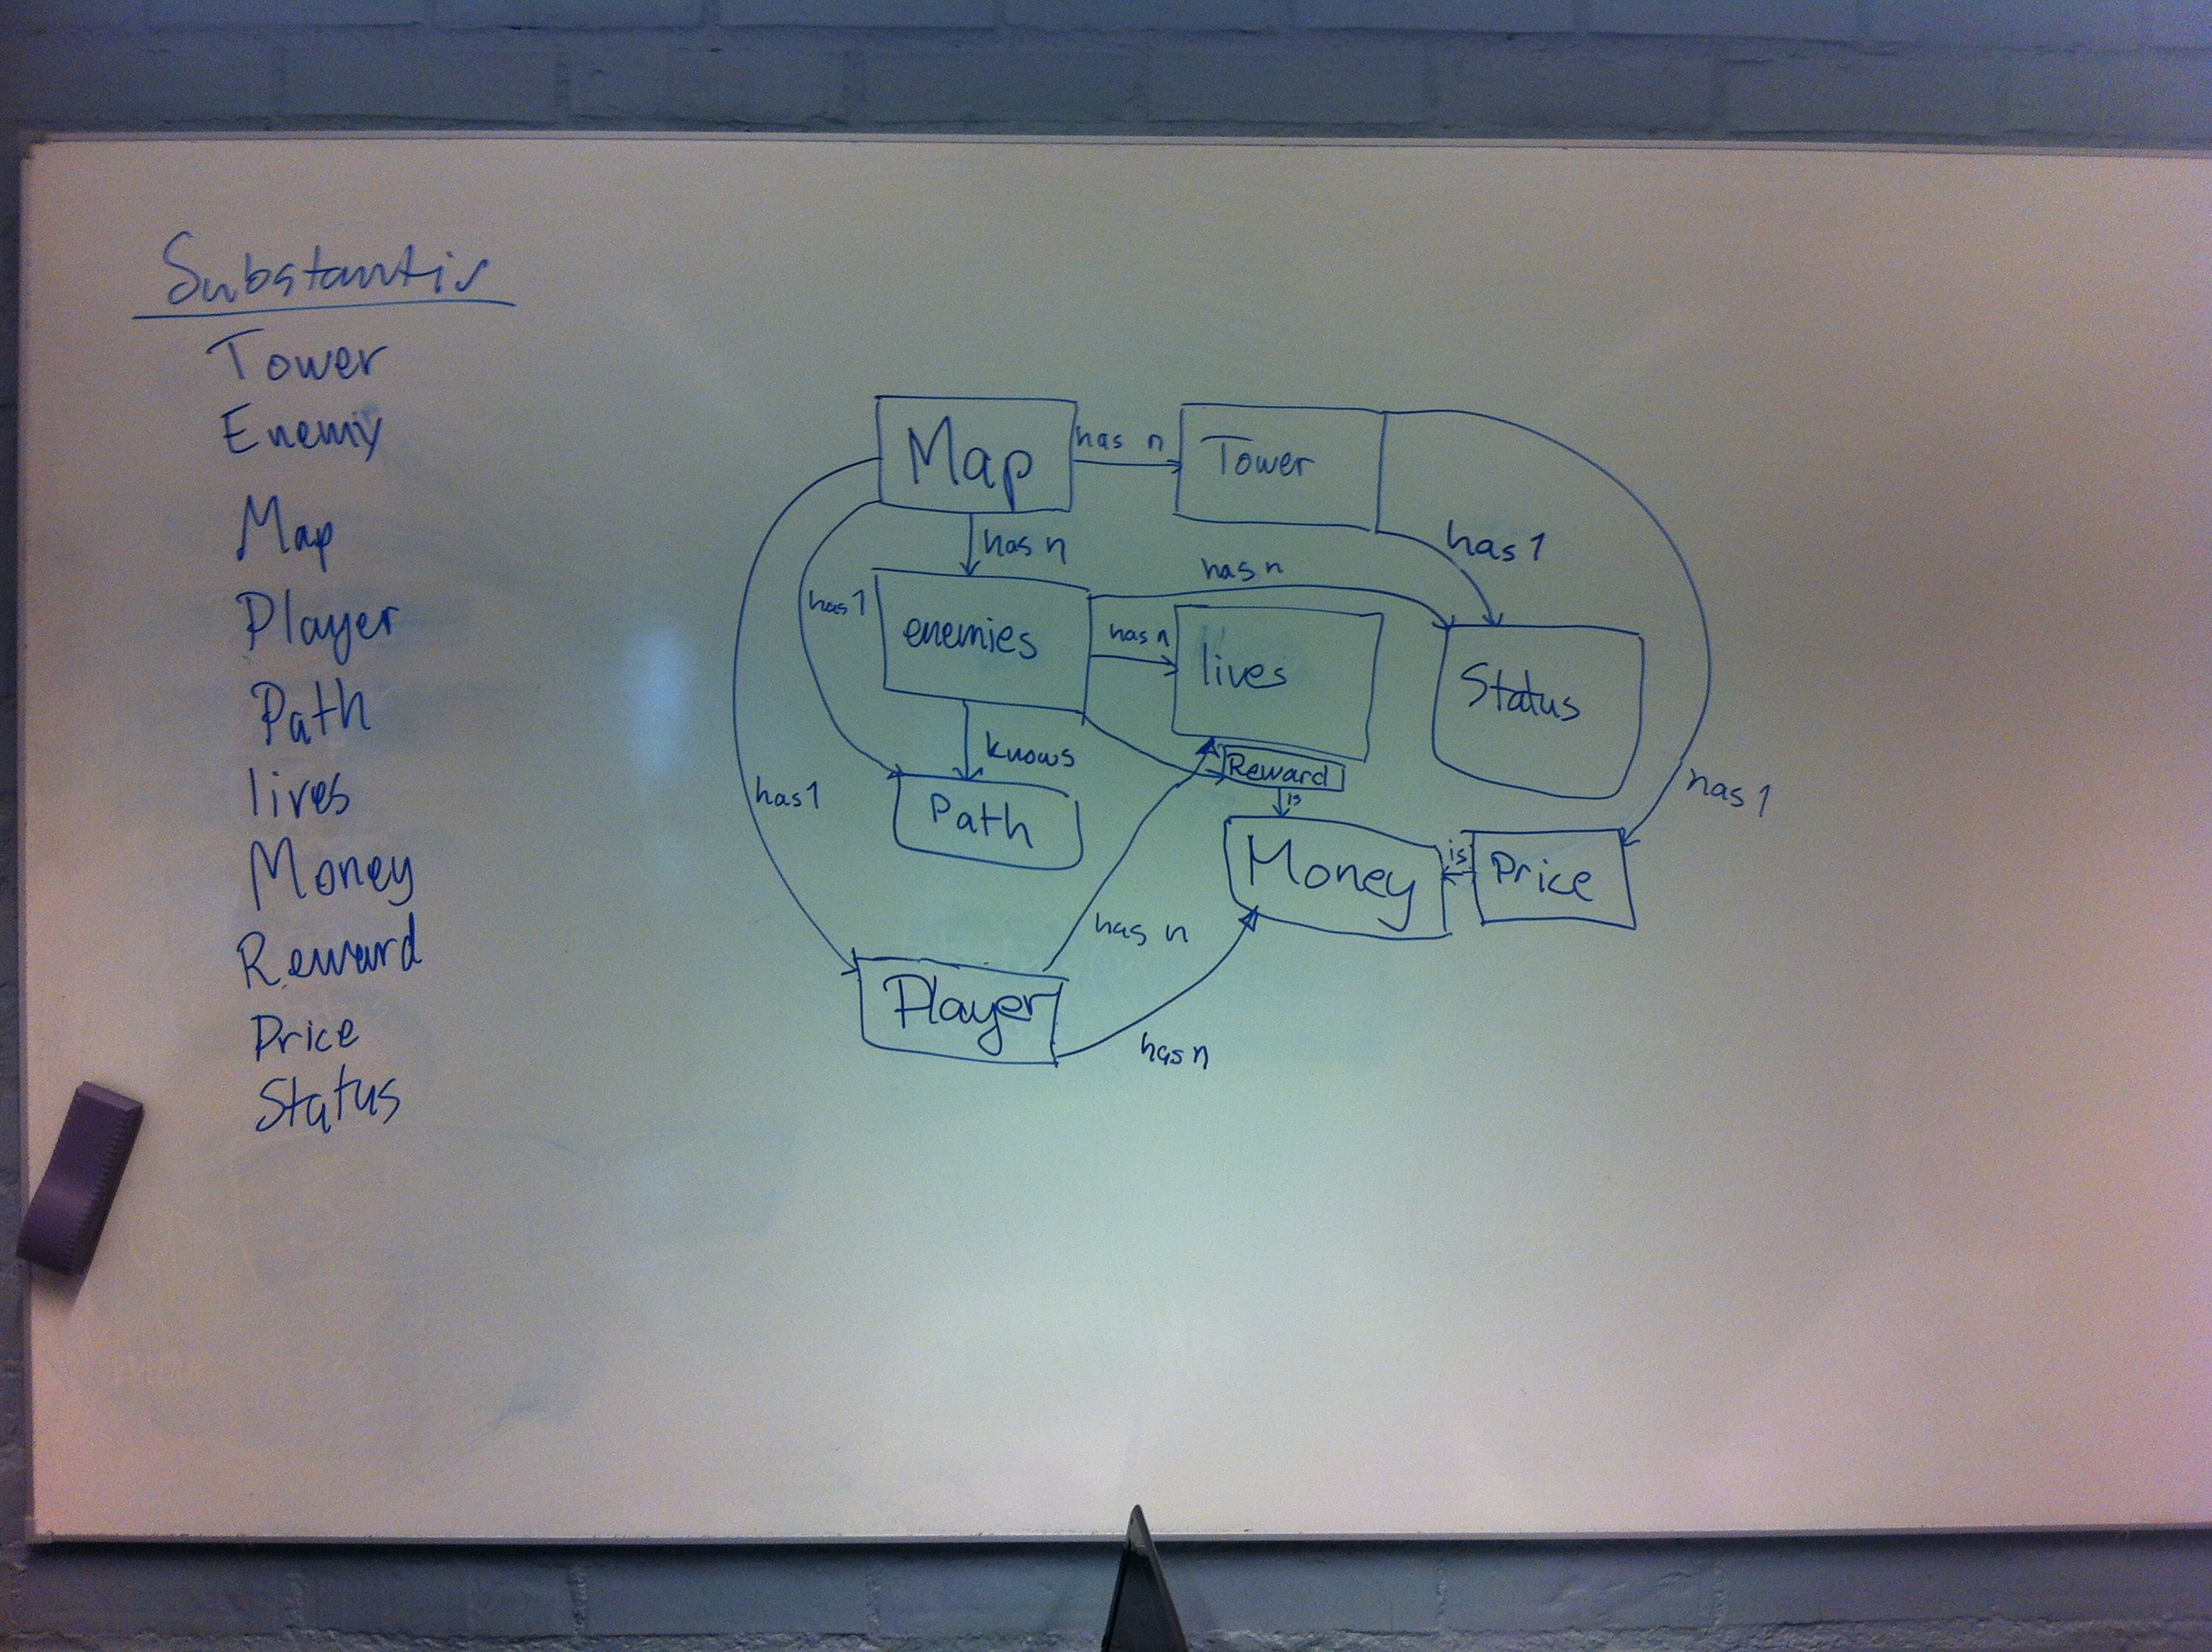 Substantiv
Tower
Enemiy
Map
Player
Path
lives
Money
Reward
Price
Status
Map
has n
Tower
has n
has 1
has n
has 1
enemies
has n
lives
Status
knows
Reward
is
has 1
has 1
Path
Money
is
Price
has n
Player
has n